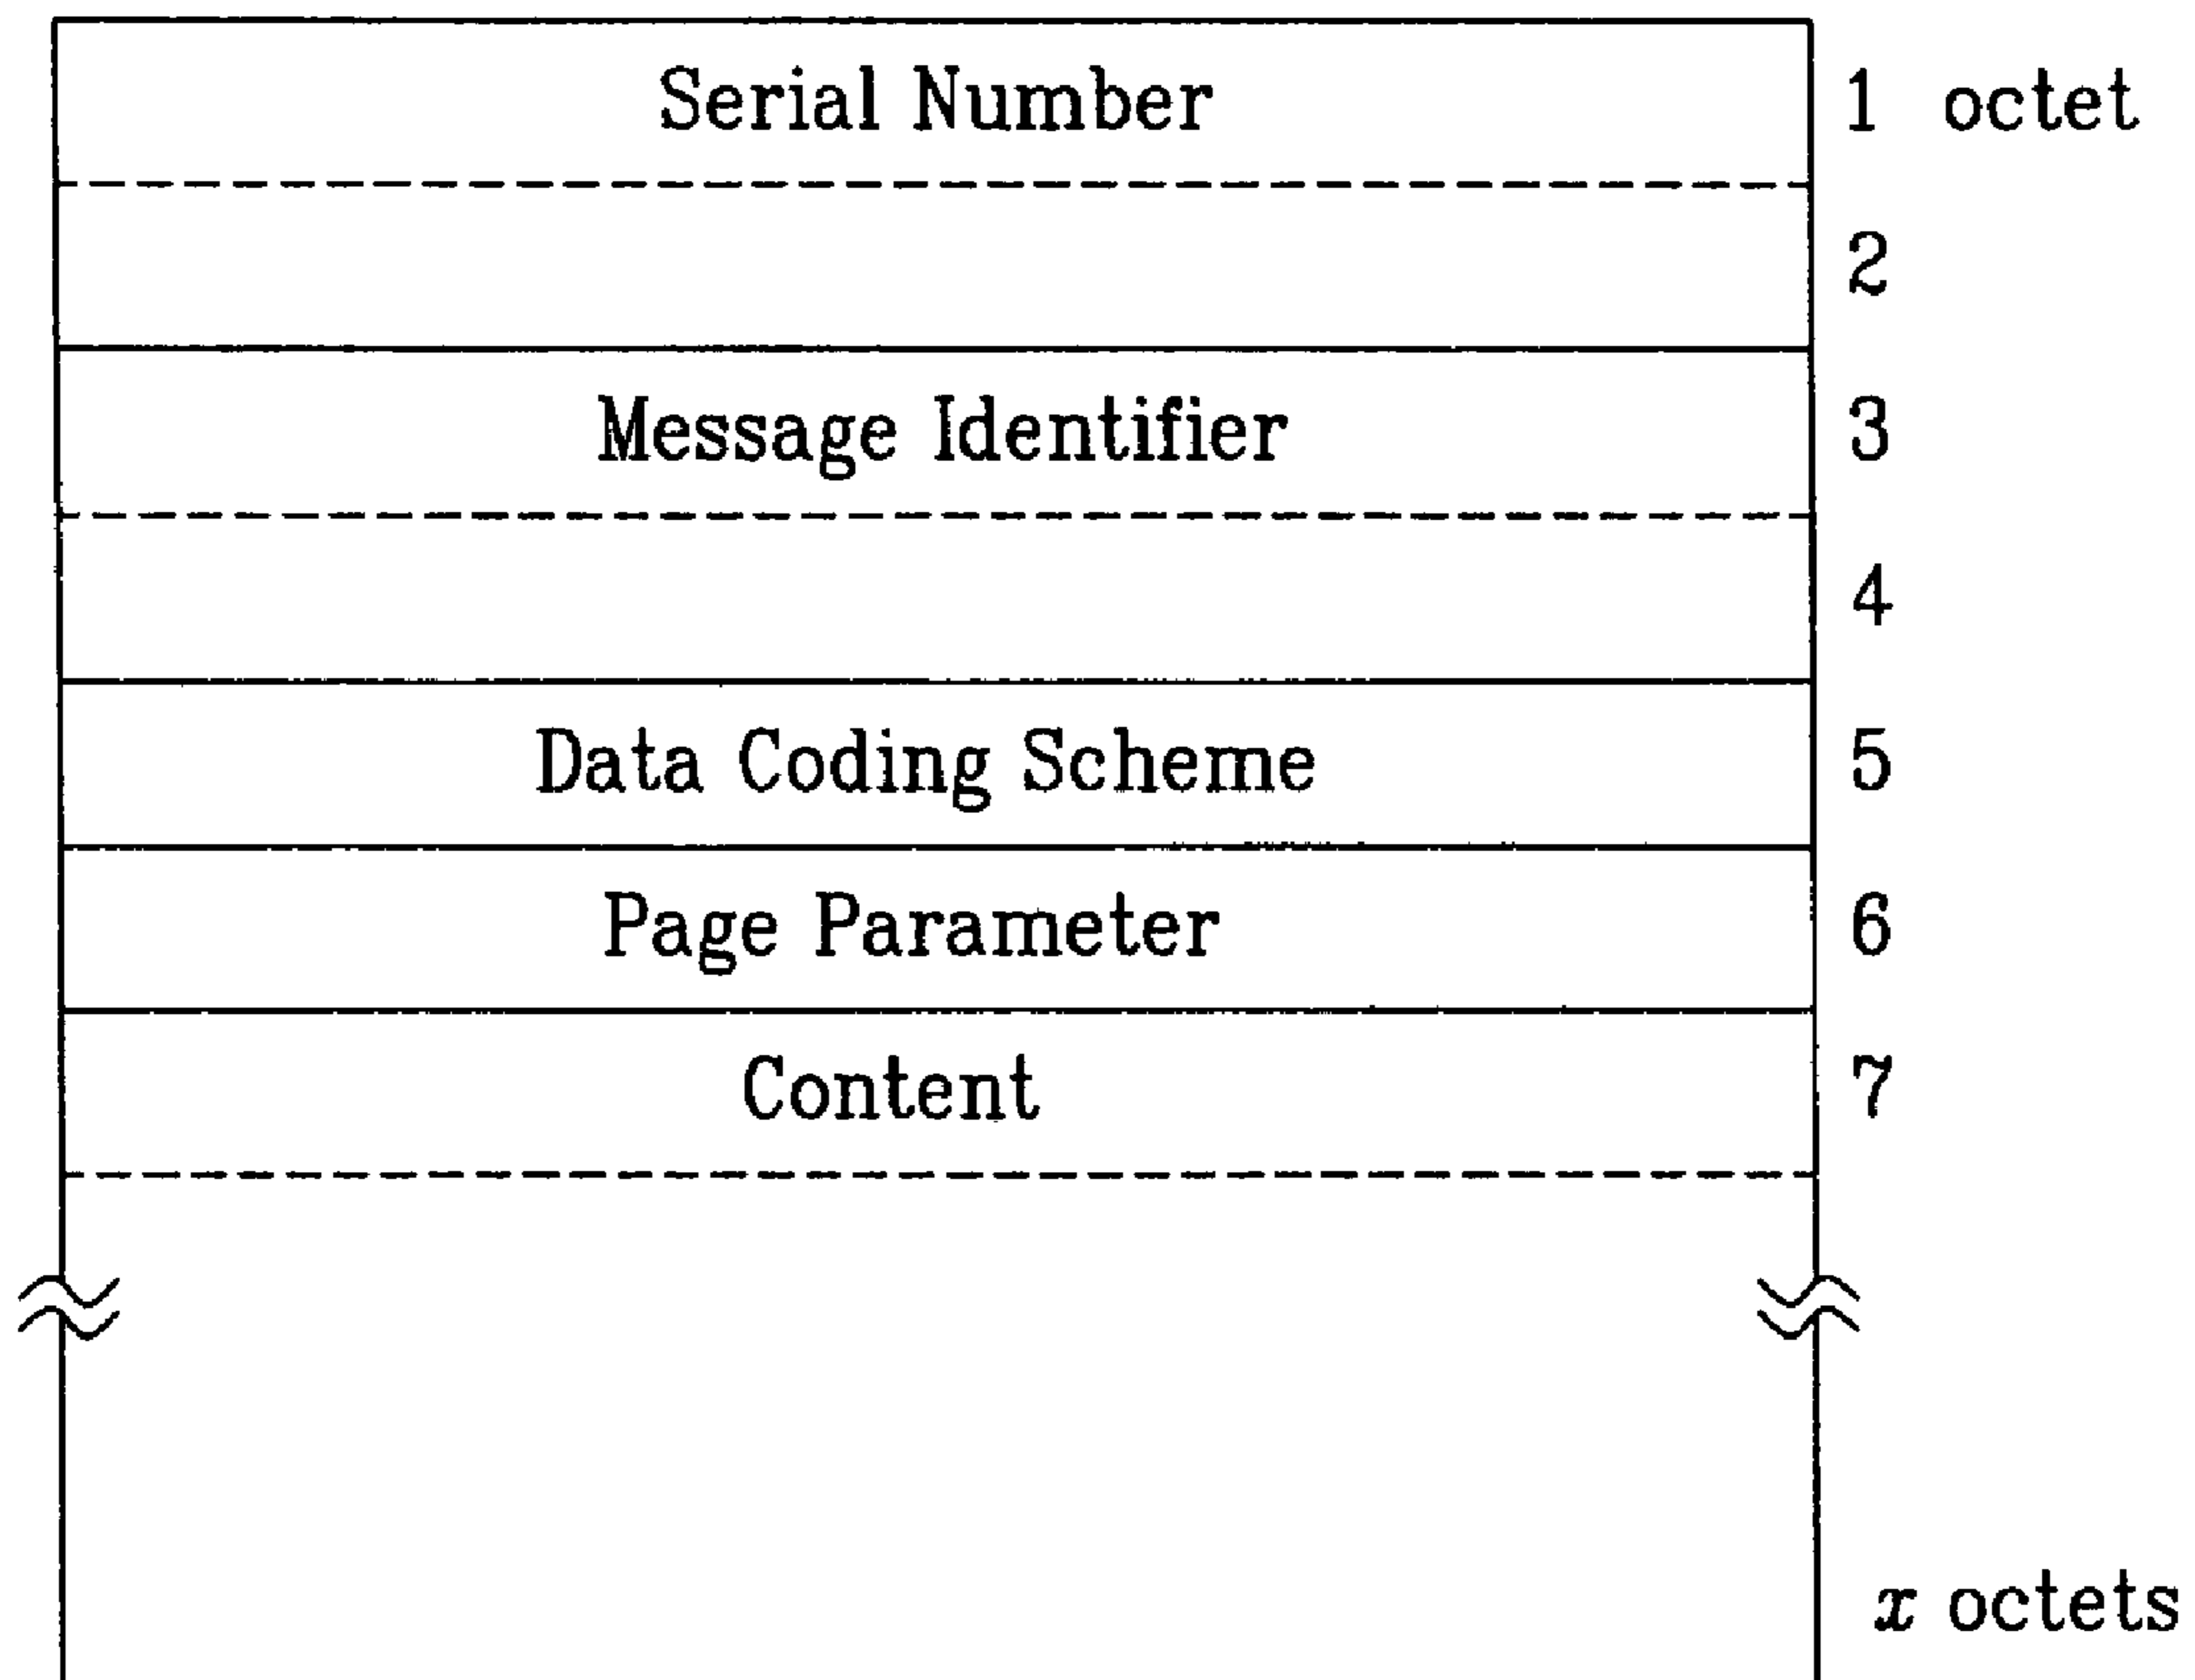 Serial Number 1 octet
2
Message Identifier 3
4
Data Coding Scheme 5
Page Parameter 6
Content 7
x octets